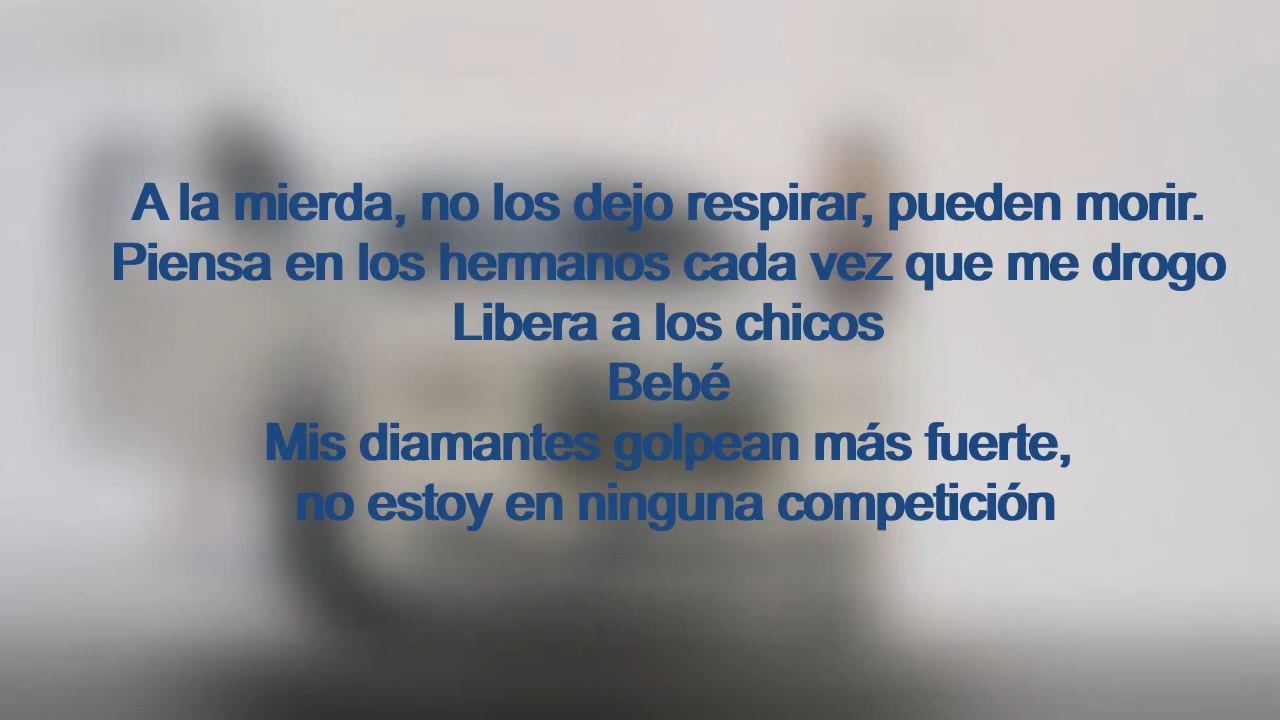 A la mierda, no los dejo respirar, pueden morir.
Piensa en los hermanos cada vez que me drogo
Libera a los chicos
Bebé
Mis diamantes golpean más fuerte,
no estoy en ninguna competición